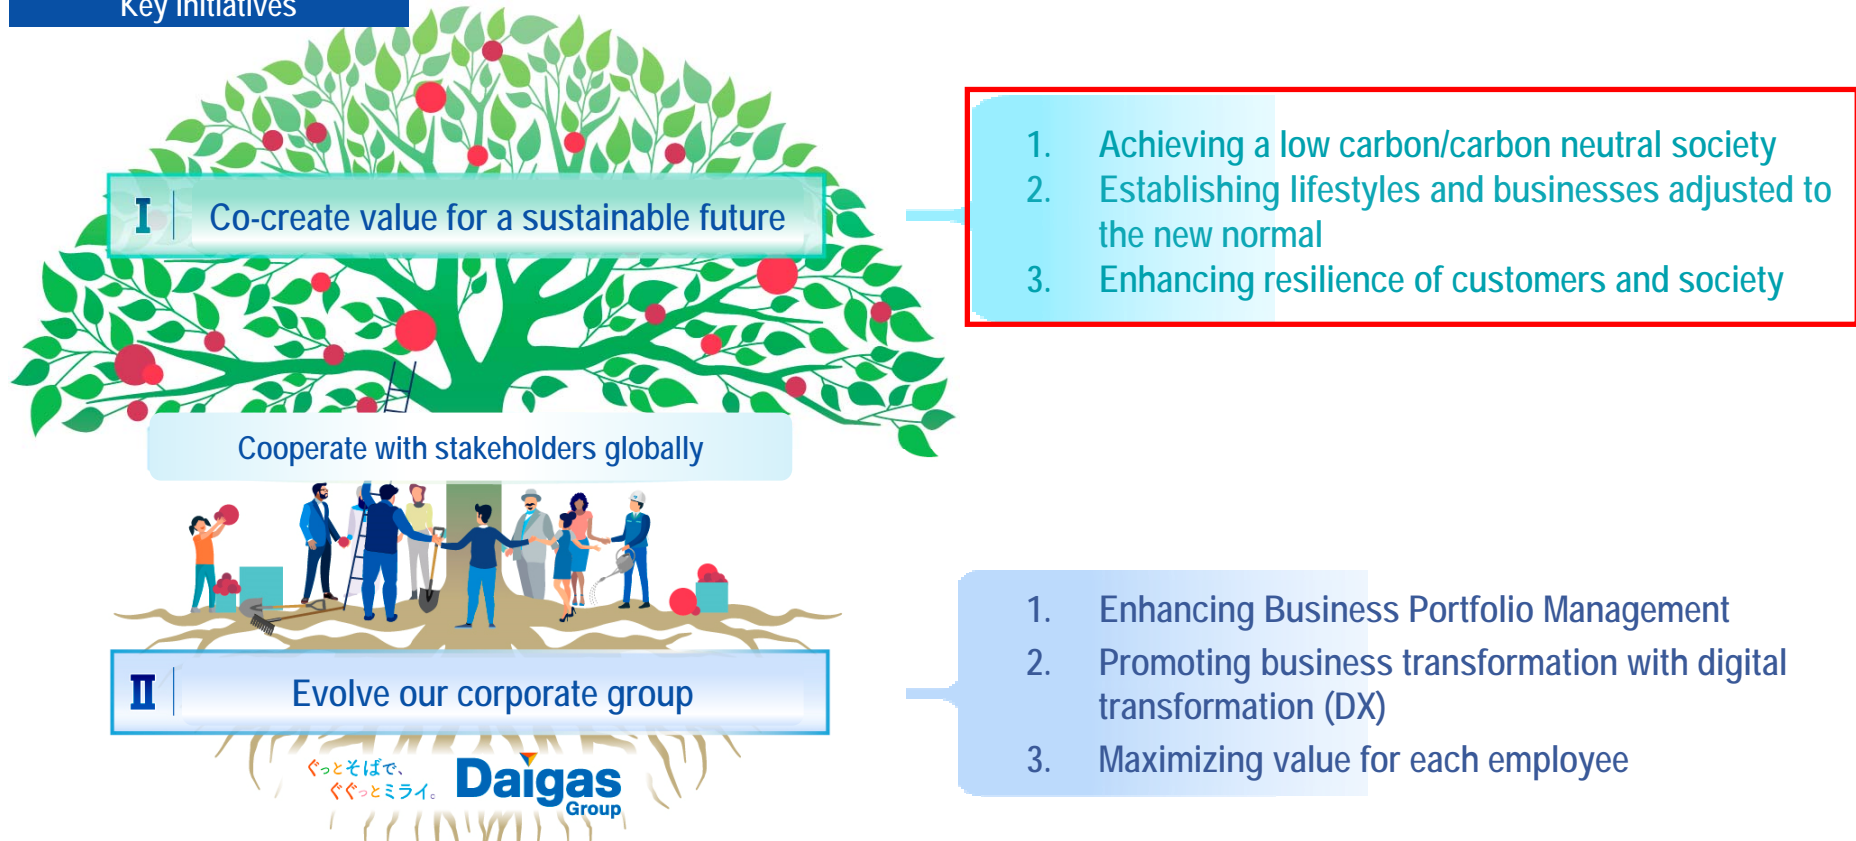 Key Initiatives
I
Co-create value for a sustainable future
1. Achieving a low carbon/carbon neutral society
2. Establishing lifestyles and businesses adjusted to
the new normal
3. Enhancing resilience of customers and society
Cooperate with stakeholders globally
II
Evolve our corporate group
1. Enhancing Business Portfolio Management
2. Promoting business transformation with digital
transformation (DX)
3. Maximizing value for each employee
ぐっとそばで、
ぐぐっとミライ。
Daigas
Group